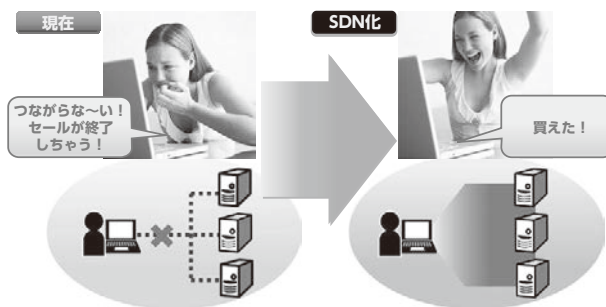 現在
SDN化
つながらな〜い！
セールが終了
しちゃう！
買えた！